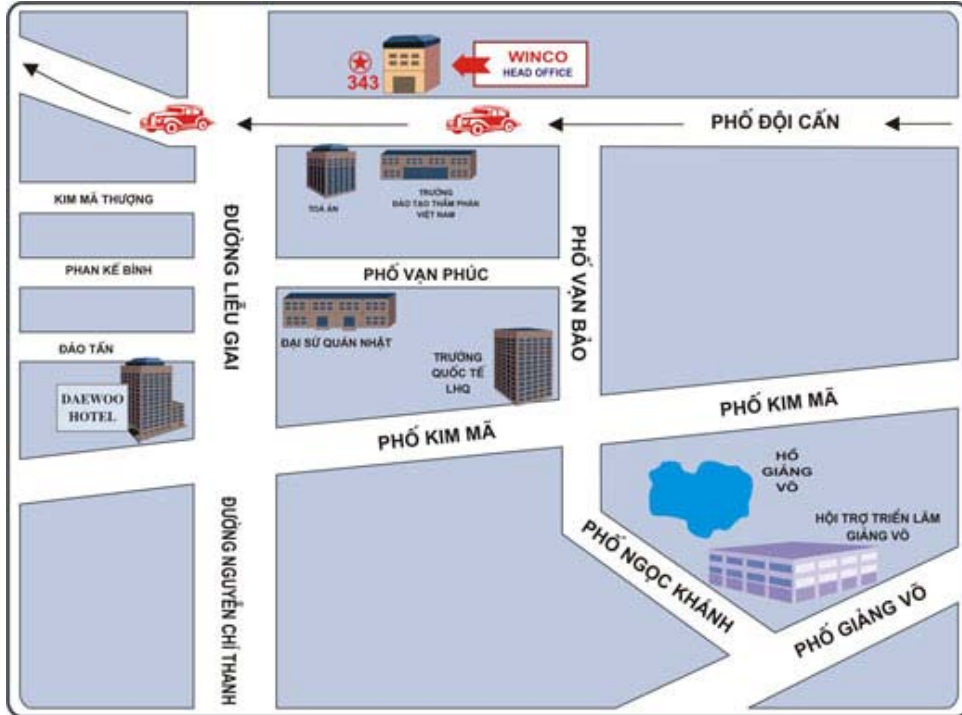 WINCO
HEAD OFFICE
343
PHỐ ĐỘI CẤN
TOÀ ÁN
TRƯỜNG
ĐÀO TẠO THẨM PHÁN
VIỆT NAM
KIM MÃ THƯỢNG
ĐƯỜNG LIỄU GIAI
PHỐ VẠN BẢO
PHAN KẾ BÌNH
PHỐ VẠN PHÚC
ĐẠI SỨ QUÁN NHẬT
ĐÀO TẤN
TRƯỜNG
QUỐC TẾ
LHQ
DAEWOO
HOTEL
PHỐ KIM MÃ
PHỐ KIM MÃ
HỒ
GIẢNG
VÕ
HỘI TRỢ TRIỂN LÃM
GIẢNG VÕ
ĐƯỜNG NGUYỄN CHÍ THANH
PHỐ NGỌC KHÁNH
PHỐ GIẢNG VÕ